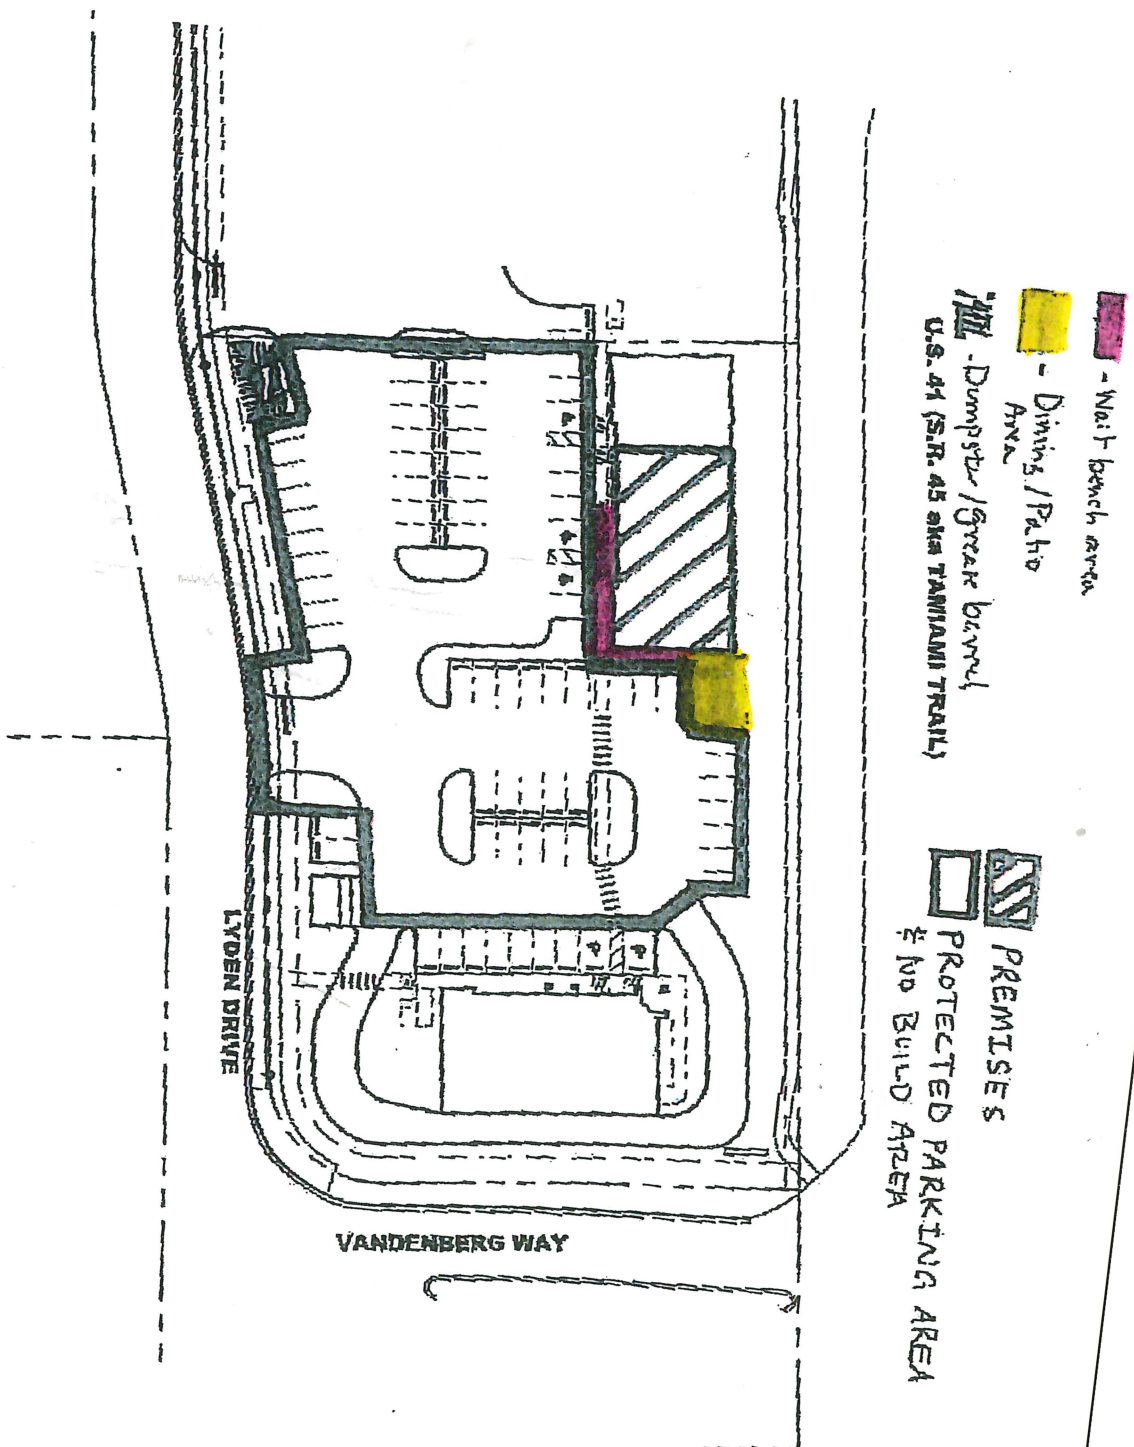 - Wait bench area
- Dining / Patio
Area
- Dumpster / Grease barrel
U.S. 41 (S.R. 45 aka TAMIAMI TRAIL)
PREMISES
PROTECTED PARKING AREA
& NO BUILD AREA
LYDEN DRIVE
VANDENBERG WAY